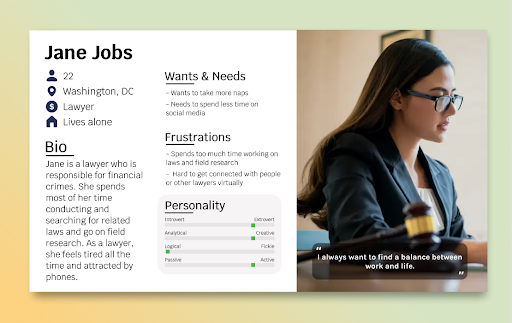 Jane Jobs
22
Washington, DC
Lawyer
Lives alone
Bio
Jane is a lawyer who is
responsible for financial
crimes. She spends
most of her time
conducting and
searching for related
laws and go on field
research. As a lawyer,
she feels tired all the
time and attracted by
phones.
Wants & Needs
- Wants to take more naps
- Needs to spend less time on
social media
Frustrations
- Spends too much time working on
laws and field research
- Hard to get connected with people
or other lawyers virtually
Personality
Introvert Extrovert
Analytical Creative
Logical Fickle
Passive Active
“
I always want to find a balance between
work and life.
”